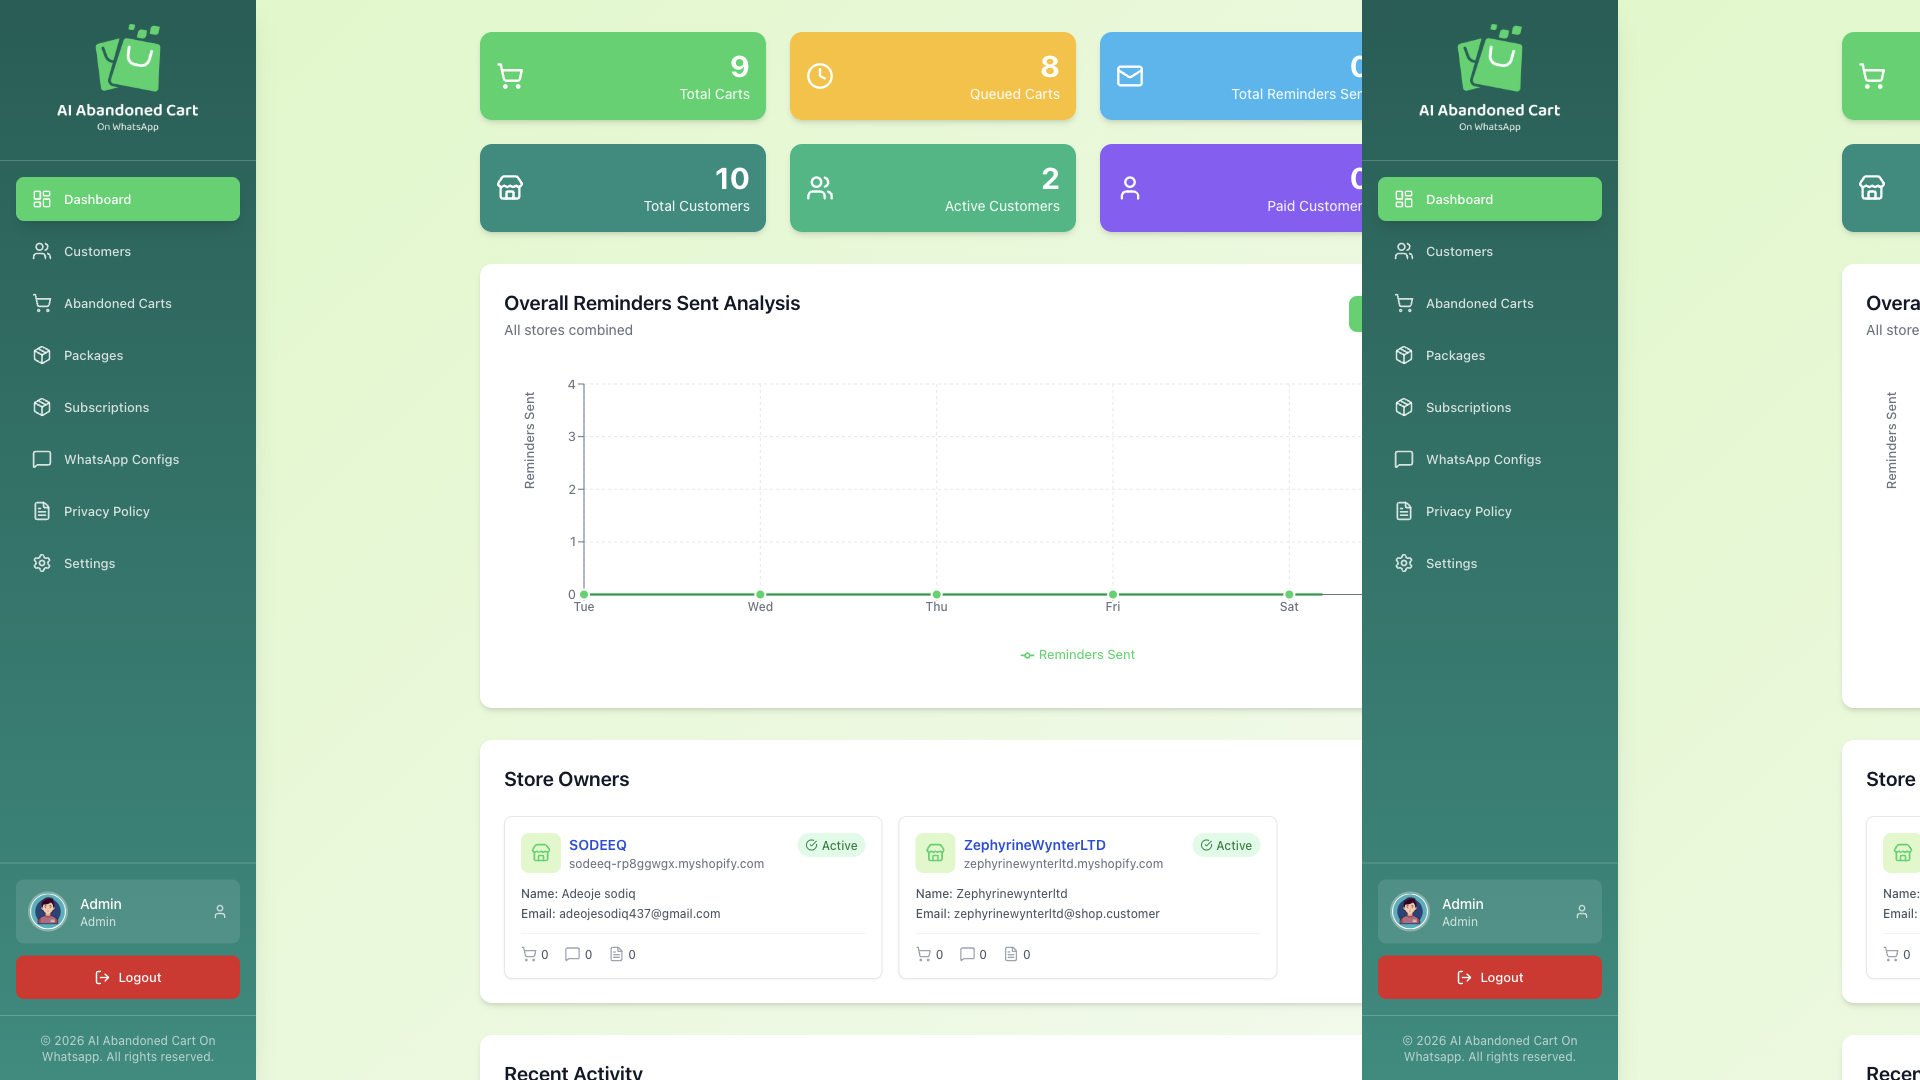 AI Abandoned Cart
On WhatsApp
Dashboard
Customers
Abandoned Carts
Packages
Subscriptions
WhatsApp Configs
Privacy Policy
Settings
Admin
Admin
Logout
© 2026 AI Abandoned Cart On
Whatsapp. All rights reserved.
9
Total Carts
8
Queued Carts
Total Reminders
10
Total Customers
2
Active Customers
Paid Customer
Overall Reminders Sent Analysis
All stores combined
Reminders Sent
4
3
2
1
0
Tue
Wed
Thu
Fri
Sat
Reminders Sent
Store Owners
SODEEQ
sodeeq-rp8ggwgx.myshopify.com
Active
Name: Adeoje sodiq
Email: adeojesodiq437@gmail.com
0
0
0
ZephyrineWynterLTD
zephyrinewynterltd.myshopify.com
Active
Name: Zephyrinewynterltd
Email: zephyrinewynterltd@shop.customer
0
0
0
Recent Activity
AI Abandoned Cart
On WhatsApp
Dashboard
Customers
Abandoned Carts
Packages
Subscriptions
WhatsApp Configs
Privacy Policy
Settings
Admin
Admin
Logout
© 2026 AI Abandoned Cart On
Whatsapp. All rights reserved.
Overa
All store
Reminders Sent
Store
Name:
Email:
0
Recen